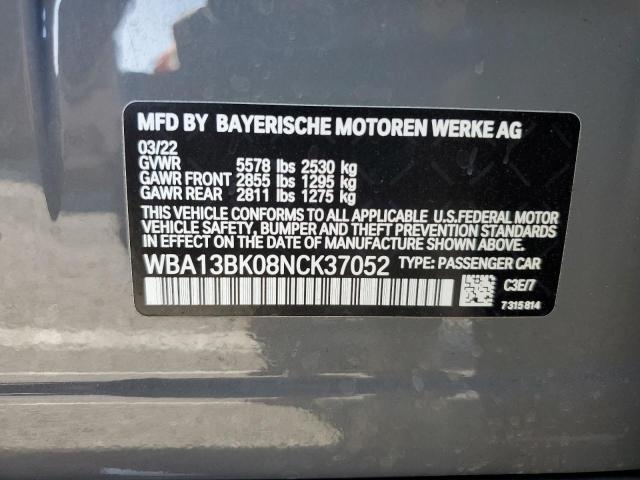 MFD BY BAYERISCHE MOTOREN WERKE AG
03/22
GVWR 5578 lbs 2530 kg
GAWR FRONT 2855 lbs 1295 kg
GAWR REAR 2811 lbs 1275 kg
THIS VEHICLE CONFORMS TO ALL APPLICABLE U.S.FEDERAL MOTOR
VEHICLE SAFETY, BUMPER AND THEFT PREVENTION STANDARDS IN
EFFECT ON THE DATE OF MANUFACTURE SHOWN ABOVE.
WBA13BK08NCK37052 TYPE: PASSENGER CAR
C3E/7
7315814